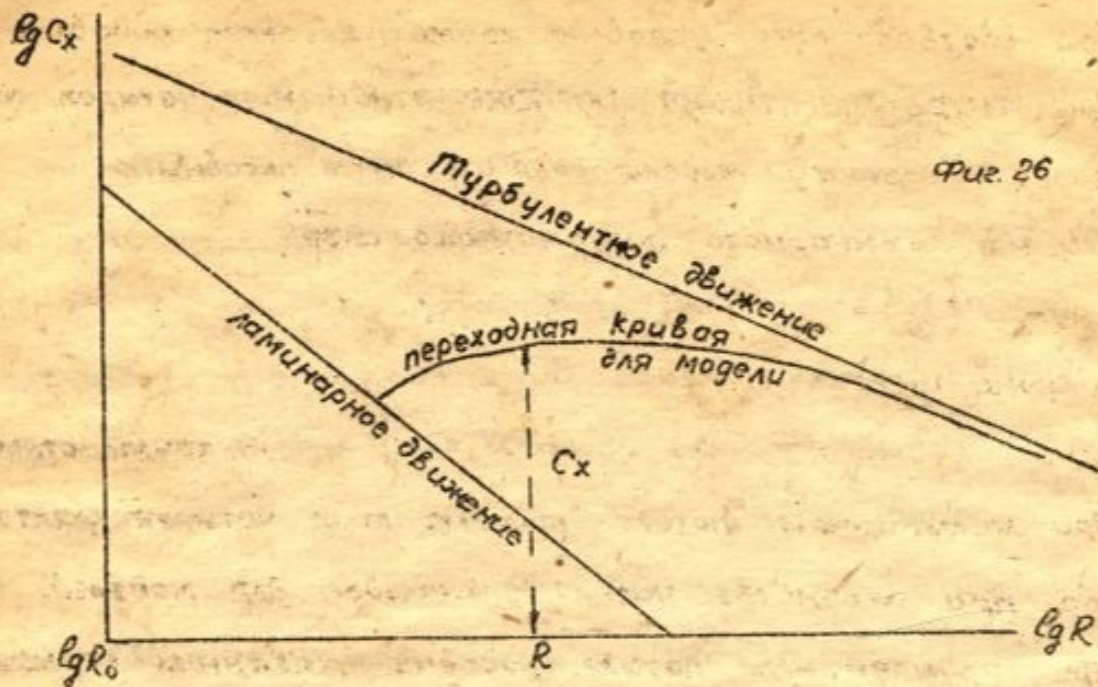 lgCx
Турбулентное движение
Фиг. 26
переходная кривая
для модели
ламинарное движение
Cx
lgR₀
R
lgR